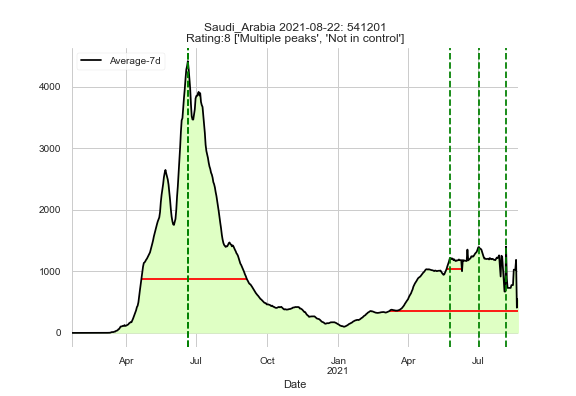 Saudi_Arabia 2021-08-22: 541201
Rating:8 ['Multiple peaks', 'Not in control']
Average-7d
4000
3000
2000
1000
0
Apr Jul Oct Jan Apr Jul
2021
Date